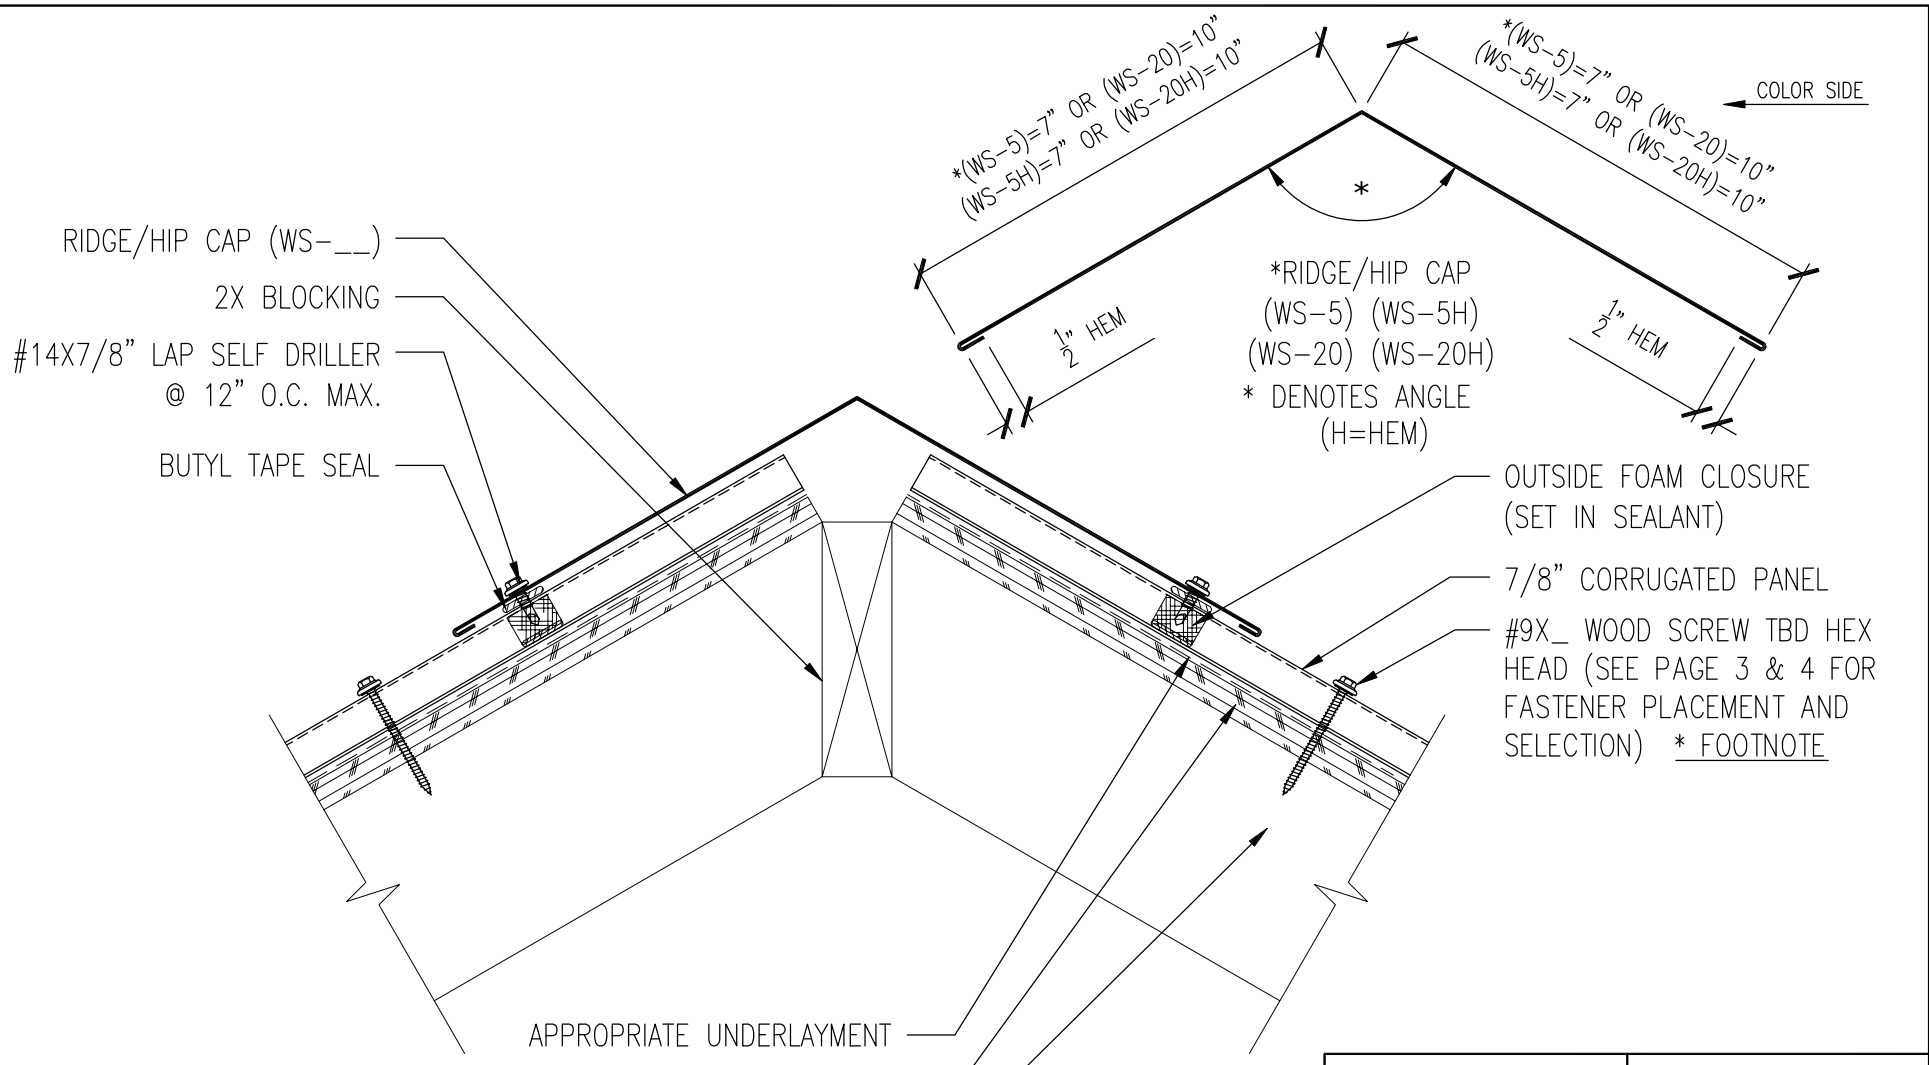 *(WS-5)=7" OR (WS-20)=10"
(WS-5H)=7" OR (WS-20H)=10"
*(WS-5)=7" OR (WS-20)=10"
(WS-5H)=7" OR (WS-20H)=10"
COLOR SIDE
*
1/2" HEM
*RIDGE/HIP CAP
(WS-5) (WS-5H)
(WS-20) (WS-20H)
* DENOTES ANGLE
(H=HEM)
1/2" HEM
RIDGE/HIP CAP (WS-__)
2X BLOCKING
#14X7/8" LAP SELF DRILLER
@ 12" O.C. MAX.
BUTYL TAPE SEAL
OUTSIDE FOAM CLOSURE
(SET IN SEALANT)
7/8" CORRUGATED PANEL
#9X_ WOOD SCREW TBD HEX
HEAD (SEE PAGE 3 & 4 FOR
FASTENER PLACEMENT AND
SELECTION) * FOOTNOTE
APPROPRIATE UNDERLAYMENT